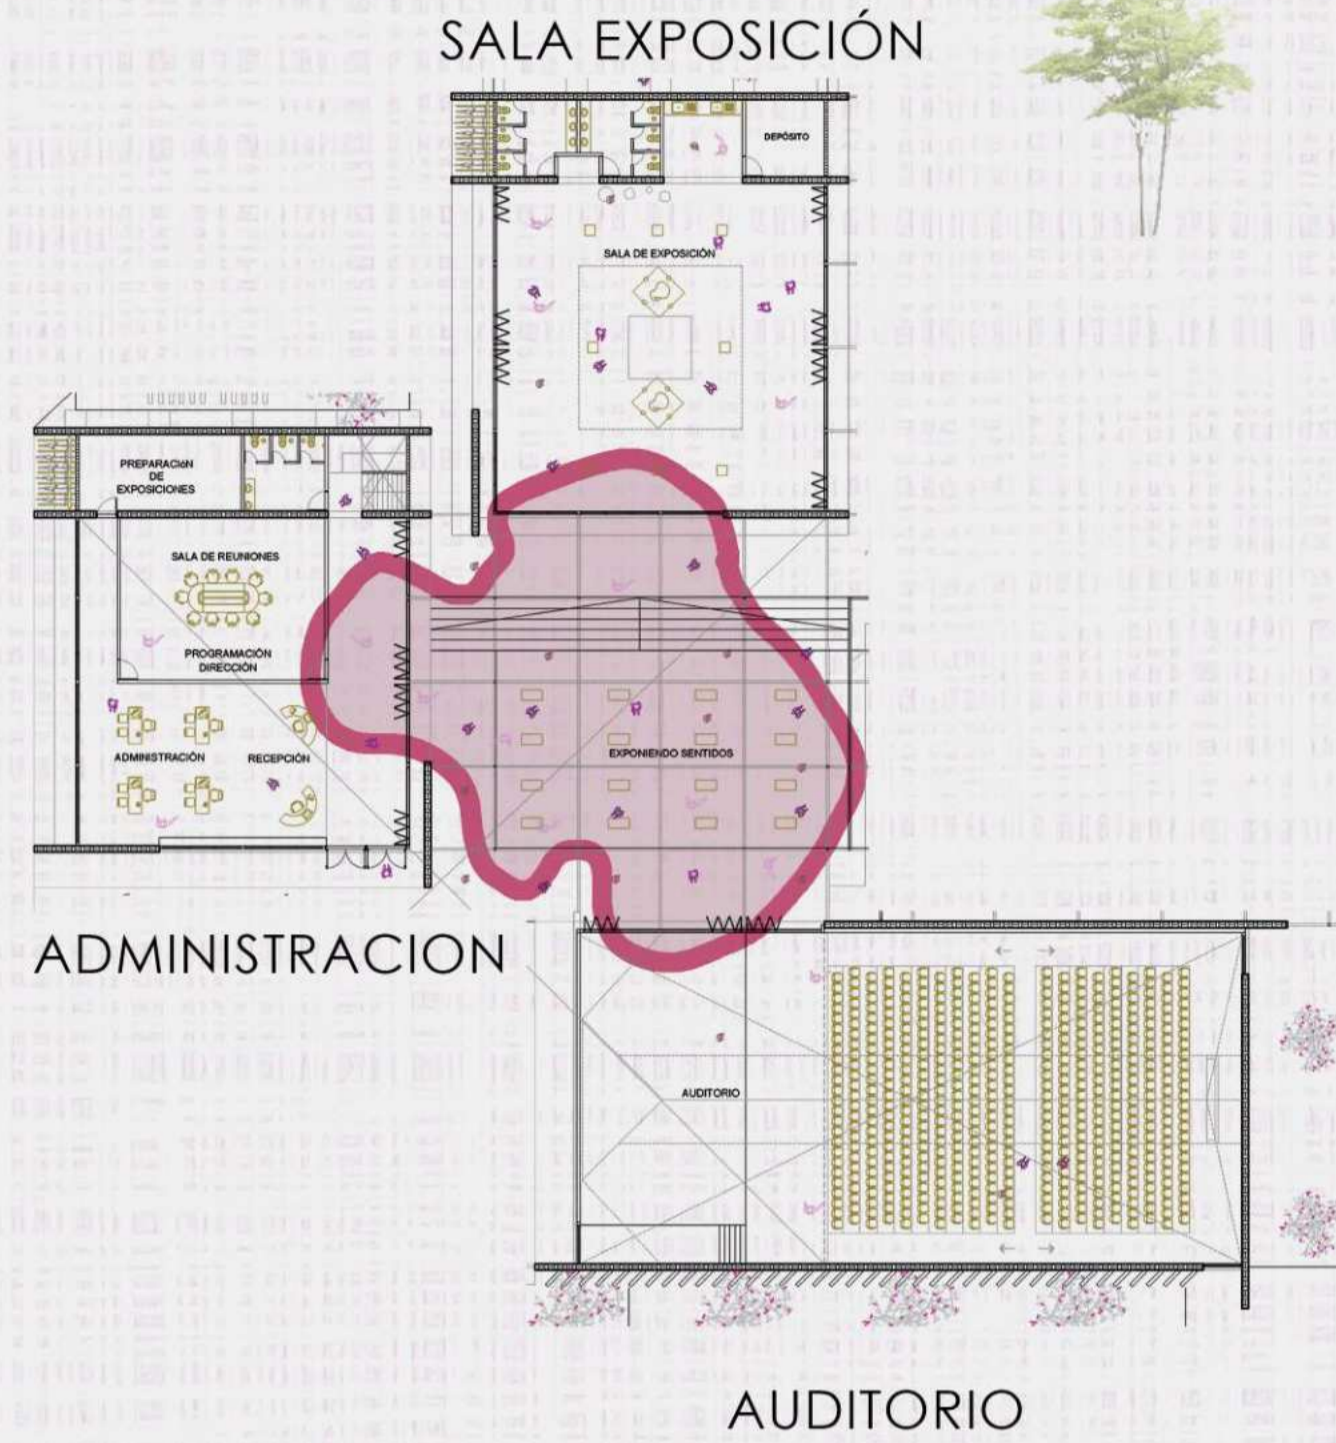 SALA EXPOSICIÓN
DEPÓSITO
SALA DE EXPOSICIÓN
PREPARACIÓN
DE
EXPOSICIONES
SALA DE REUNIONES
PROGRAMACIÓN
DIRECCIÓN
ADMINISTRACIÓN
RECEPCIÓN
EXPONIENDO SENTIDOS
ADMINISTRACION
AUDITORIO
AUDITORIO